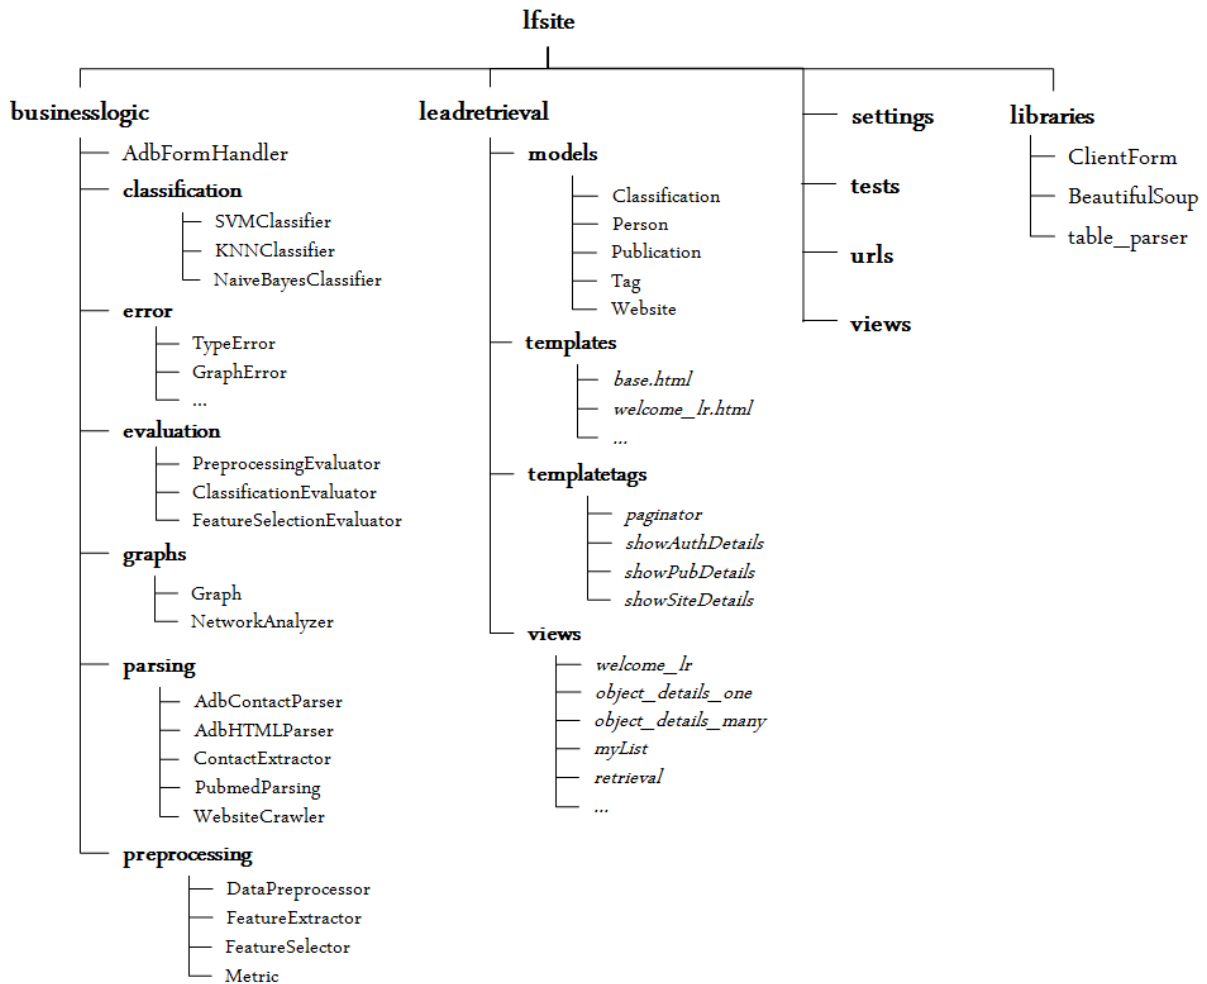 lfsite
businesslogic
AdbFormHandler
classification
SVMClassifier
KNNClassifier
NaiveBayesClassifier
error
TypeError
GraphError
...
evaluation
PreprocessingEvaluator
ClassificationEvaluator
FeatureSelectionEvaluator
graphs
Graph
NetworkAnalyzer
parsing
AdbContactParser
AdbHTMLParser
ContactExtractor
PubmedParsing
WebsiteCrawler
preprocessing
DataPreprocessor
FeatureExtractor
FeatureSelector
Metric
leadretrieval
models
Classification
Person
Publication
Tag
Website
templates
base.html
welcome_lr.html
...
templatetags
paginator
showAuthDetails
showPubDetails
showSiteDetails
views
welcome_lr
object_details_one
object_details_many
myList
retrieval
...
settings
tests
urls
views
libraries
ClientForm
BeautifulSoup
table_parser